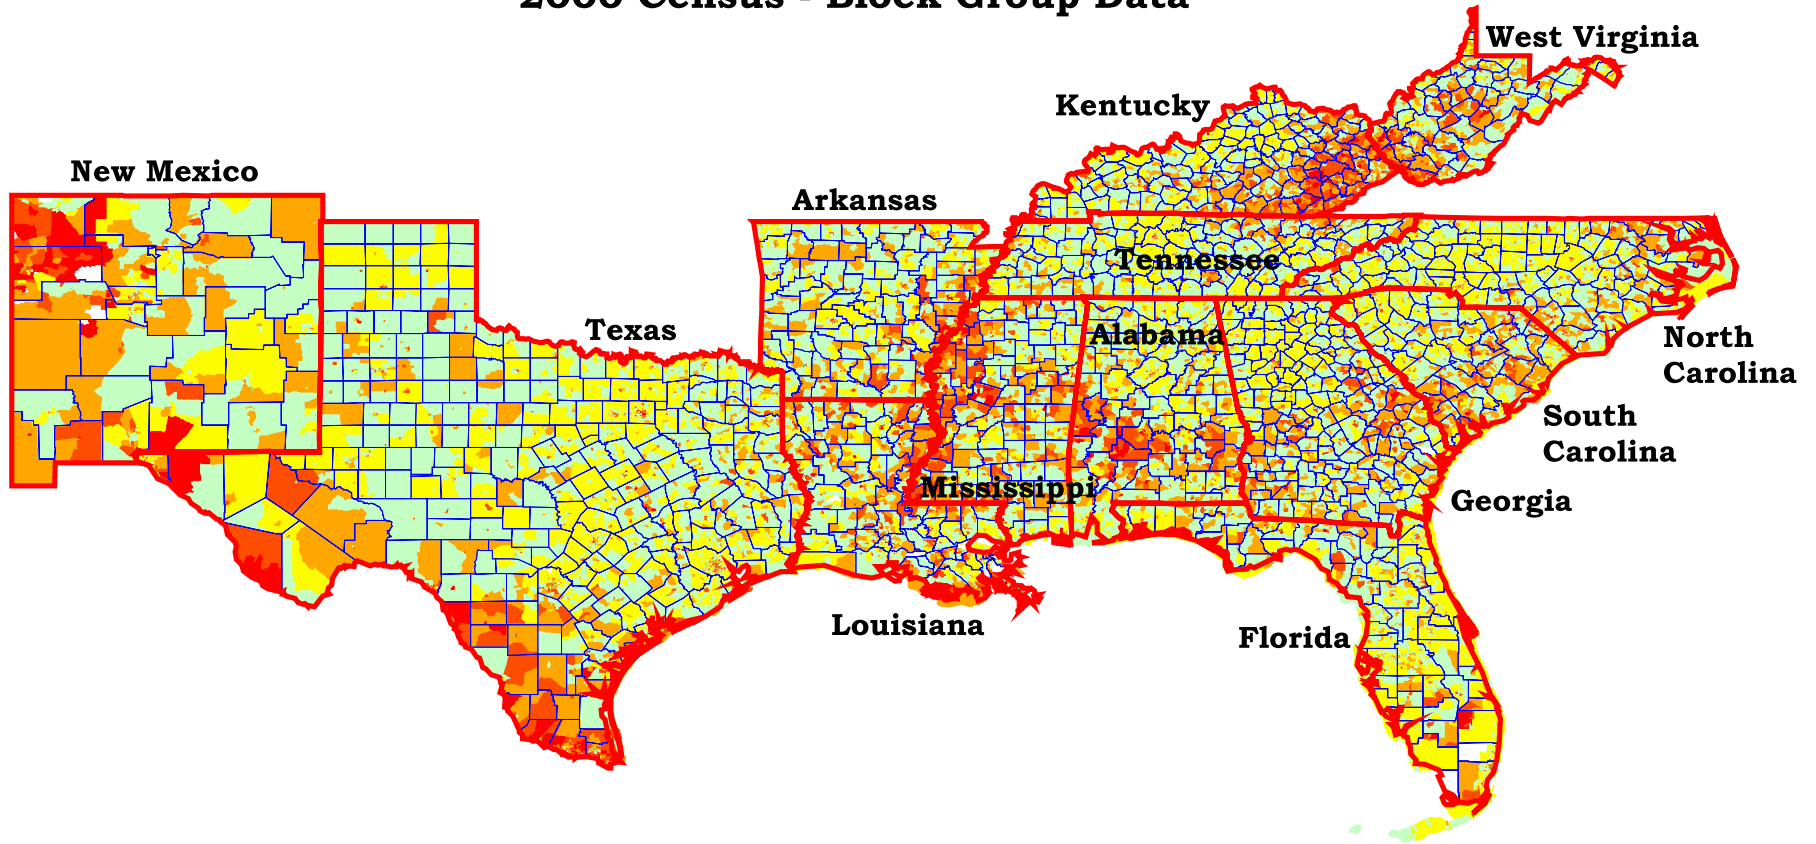 2000 Census - Block Group Data
West Virginia
Kentucky
New Mexico
Arkansas
Tennessee
Texas
Alabama
North
Carolina
South
Carolina
Mississippi
Georgia
Louisiana
Florida